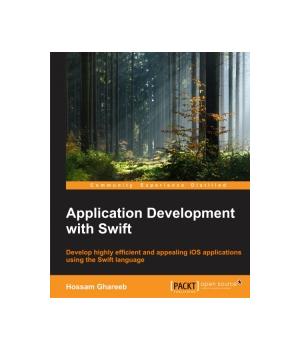 Community Experience Distilled
Application Development
with Swift
Develop highly efficient and appealing iOS applications
using the Swift language
Hossam Ghareeb
PACKT
open source
PUBLISHING